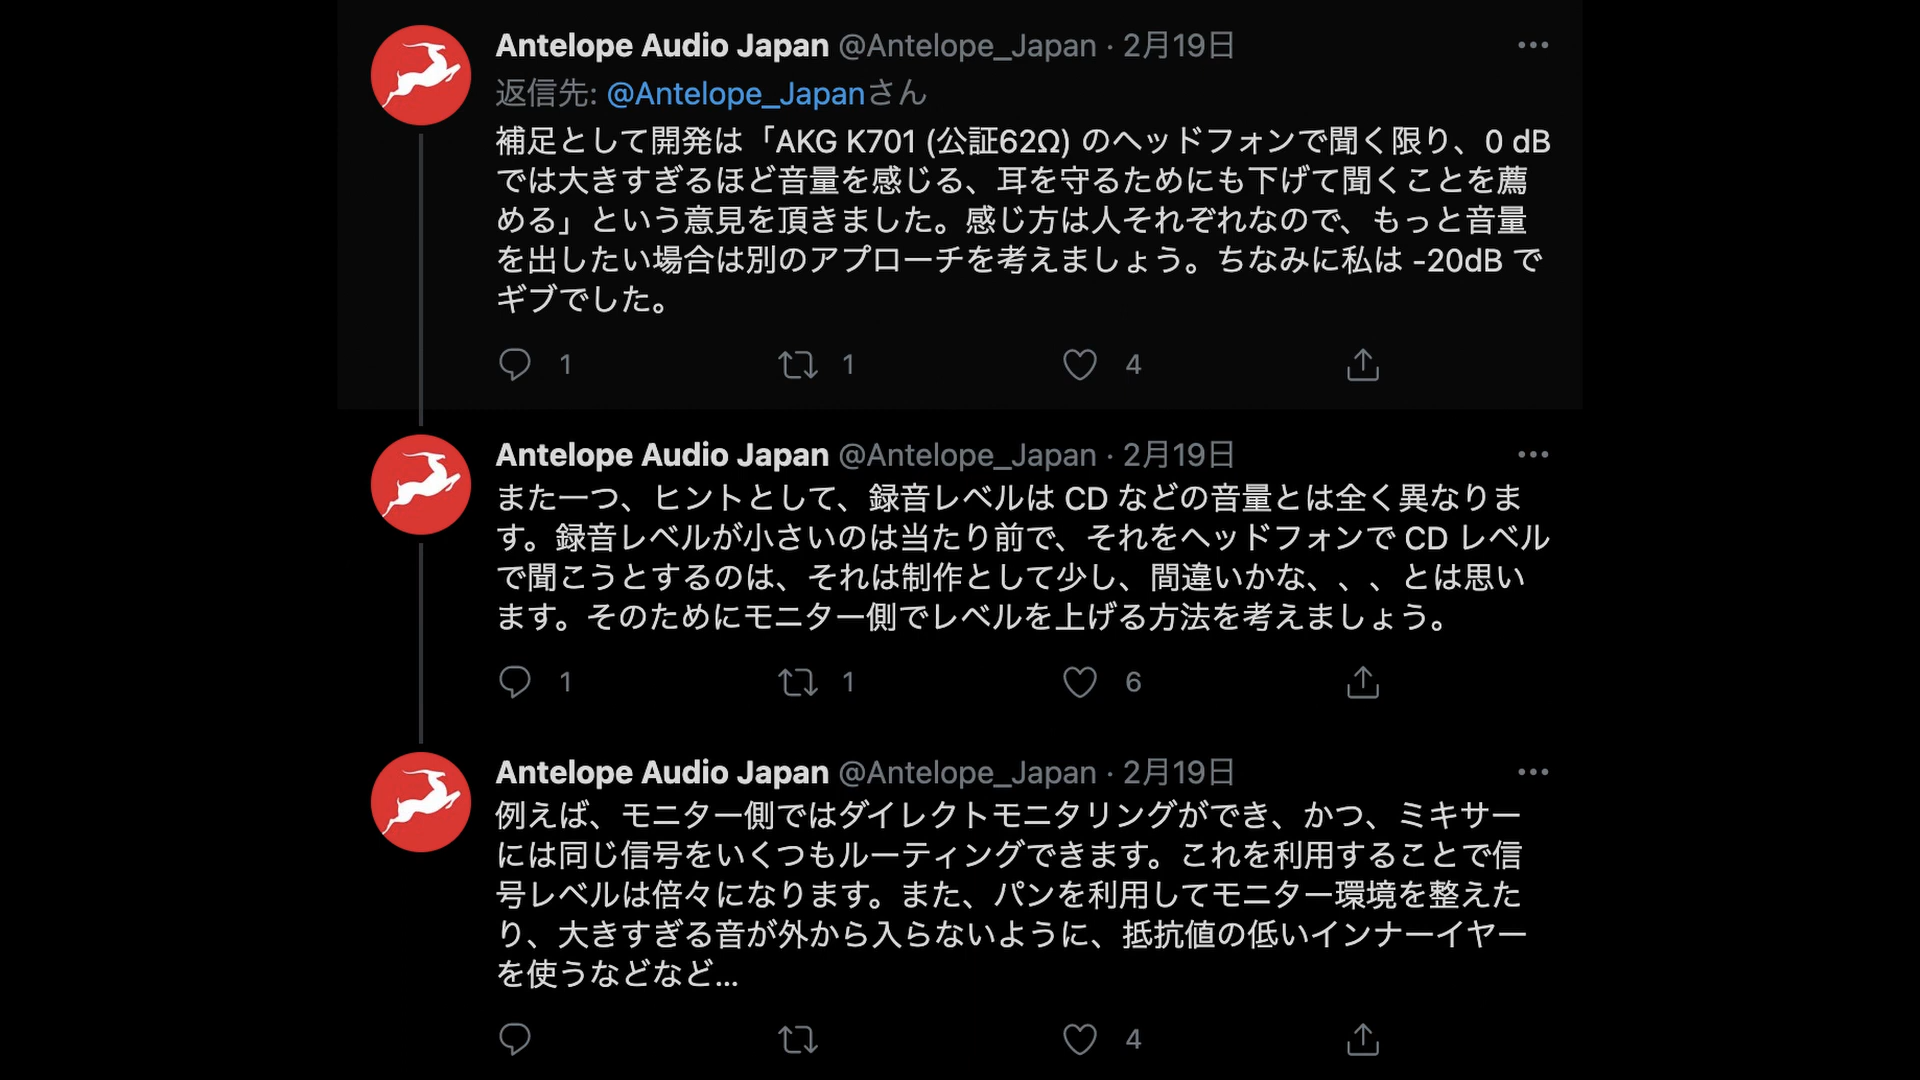 Antelope Audio Japan @Antelope_Japan · 2月19日
返信先: @Antelope_Japanさん
補足として開発は「AKG K701 (公証62Ω) のヘッドフォンで聞く限り、0 dB
では大きすぎるほど音量を感じる、耳を守るためにも下げて聞くことを薦
める」という意見を頂きました。感じ方は人それぞれなので、もっと音量
を出したい場合は別のアプローチを考えましょう。ちなみに私は -20dB で
ギブでした。
1 1 4
Antelope Audio Japan @Antelope_Japan · 2月19日
また一つ、ヒントとして、録音レベルは CD などの音量とは全く異なりま
す。録音レベルが小さいのは当たり前で、それをヘッドフォンで CD レベル
で聞こうとするのは、それは制作として少し、間違いかな、、、とは思い
ます。そのためにモニター側でレベルを上げる方法を考えましょう。
1 1 6
Antelope Audio Japan @Antelope_Japan · 2月19日
例えば、モニター側ではダイレクトモニタリングができ、かつ、ミキサー
には同じ信号をいくつもルーティングできます。これを利用することで信
号レベルは倍々になります。また、パンを利用してモニター環境を整えた
り、大きすぎる音が外から入らないように、抵抗値の低いインナーイヤー
を使うなどなど...
4